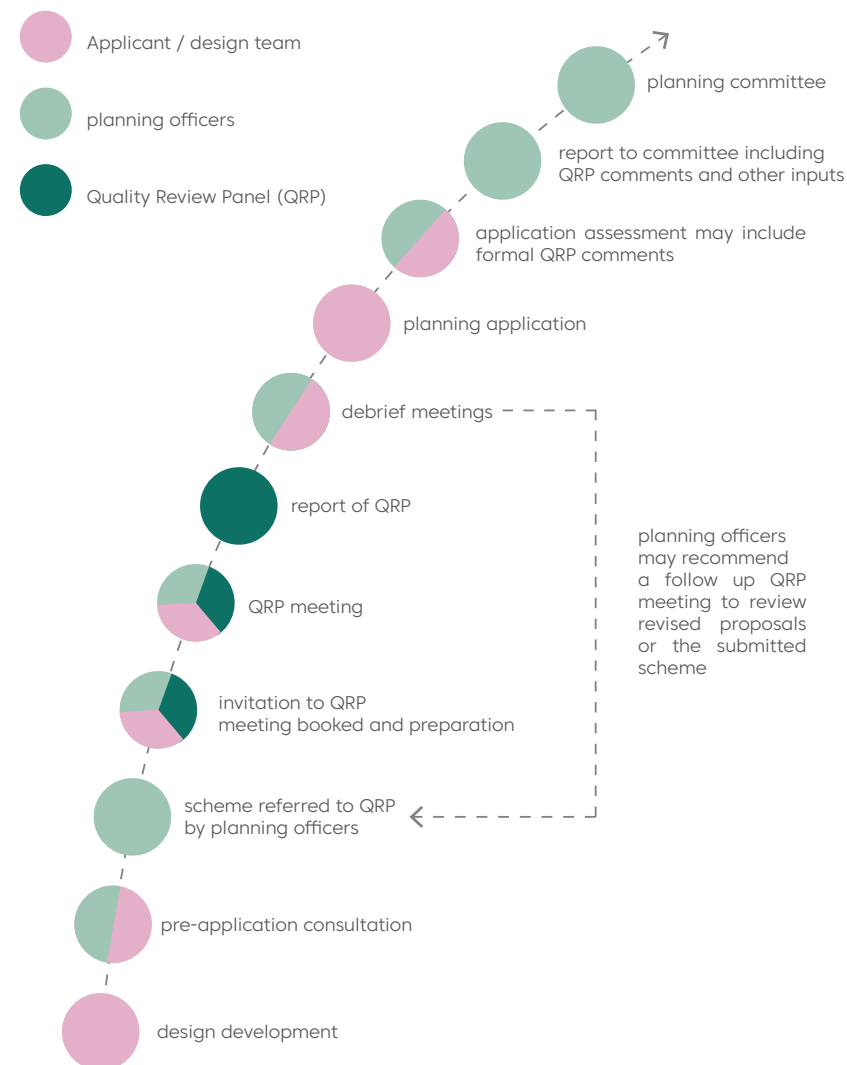 Applicant / design team
planning officers
Quality Review Panel (QRP)
planning committee
report to committee including
QRP comments and other inputs
application assessment may include
formal QRP comments
planning application
debrief meetings
report of QRP
planning officers
may recommend
a follow up QRP
meeting to review
revised proposals
or the submitted
scheme
QRP meeting
invitation to QRP
meeting booked and preparation
scheme referred to QRP
by planning officers
pre-application consultation
design development